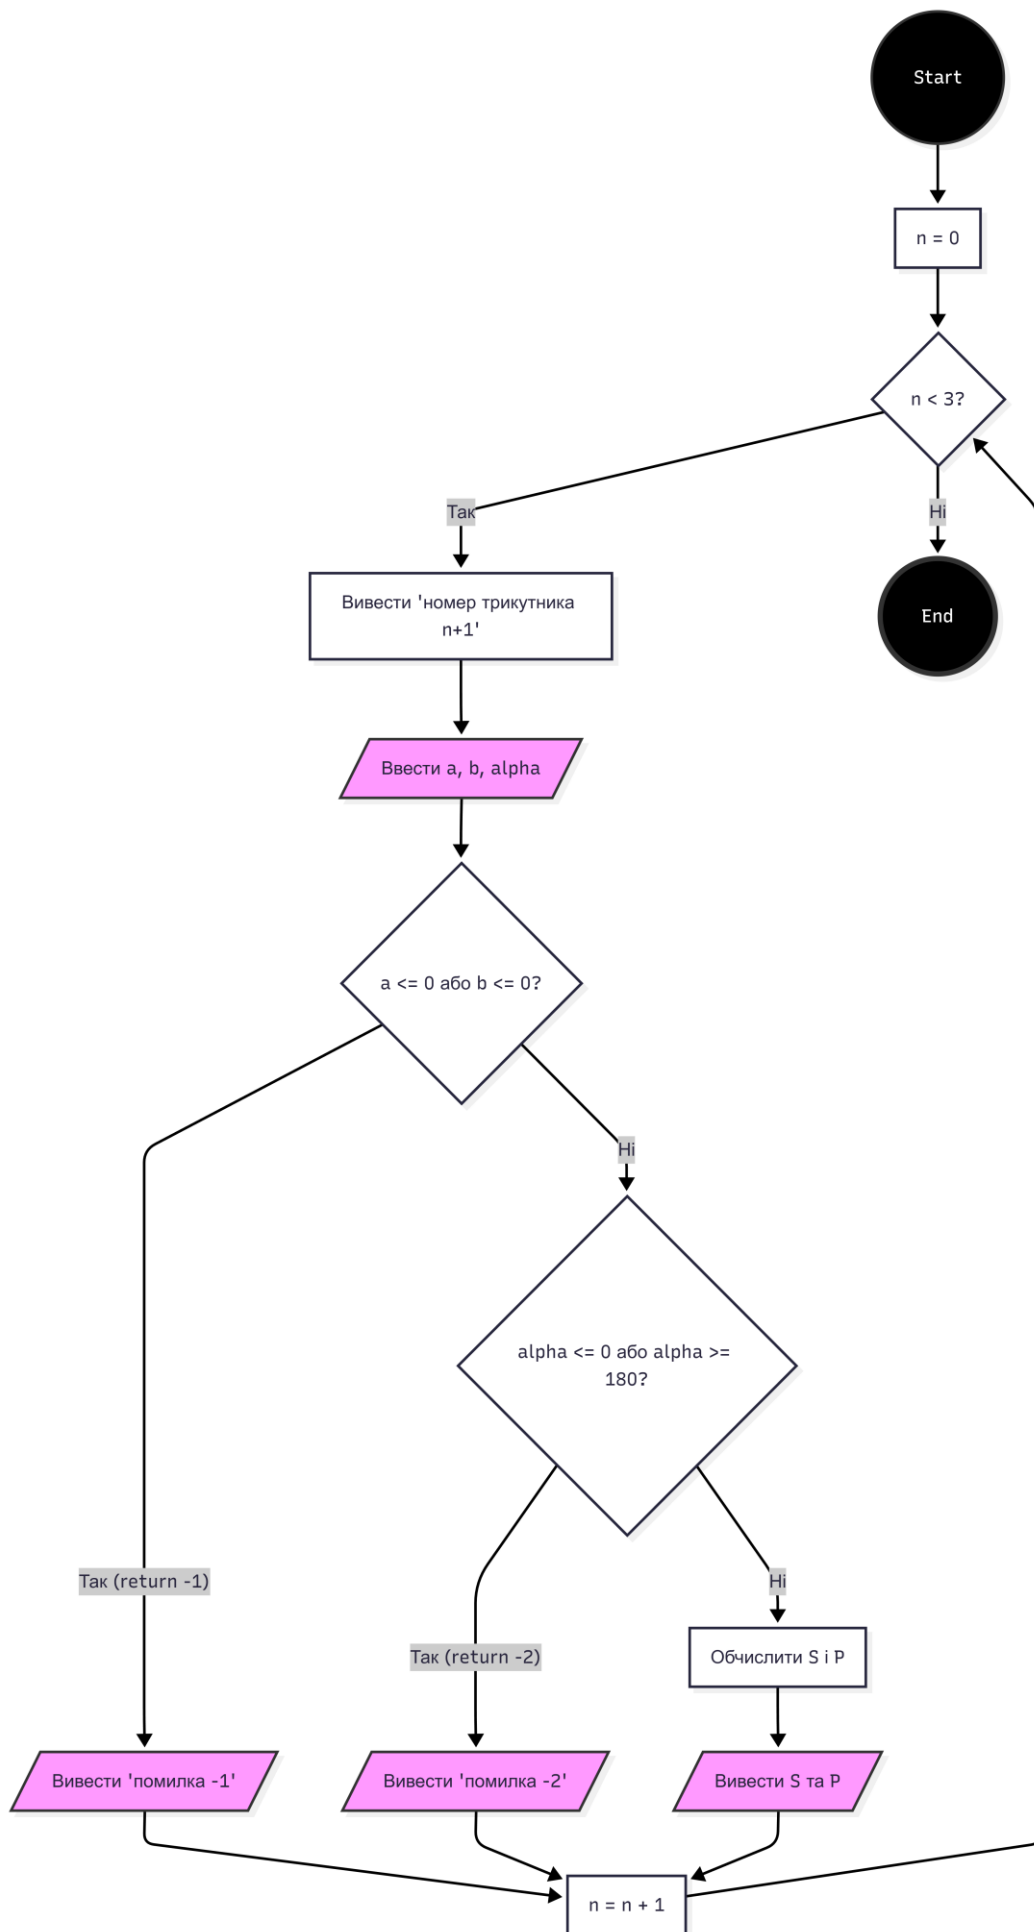 Start
n = 0
n < 3?
Так
Ні
Вивести 'номер трикутника
n+1'
End
Ввести a, b, alpha
a <= 0 або b <= 0?
Ні
alpha <= 0 або alpha >=
180?
Так (return -1)
Ні
Так (return -2)
Обчислити S і P
Вивести 'помилка -1'
Вивести 'помилка -2'
Вивести S та P
n = n + 1